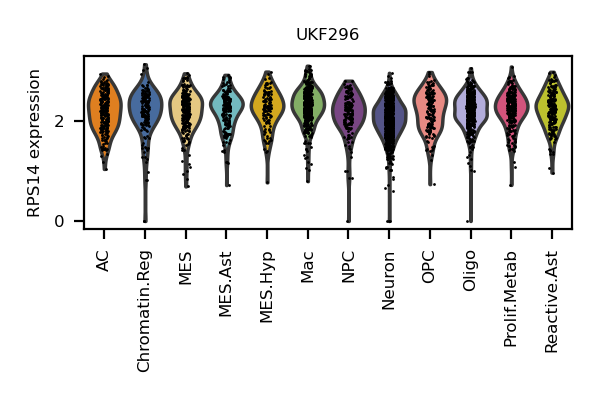 UKF296
RPS14 expression
2
0
AC
Chromatin.Reg
MES
MES.Ast
MES.Hyp
Mac
NPC
Neuron
OPC
Oligo
Prolif.Metab
Reactive.Ast